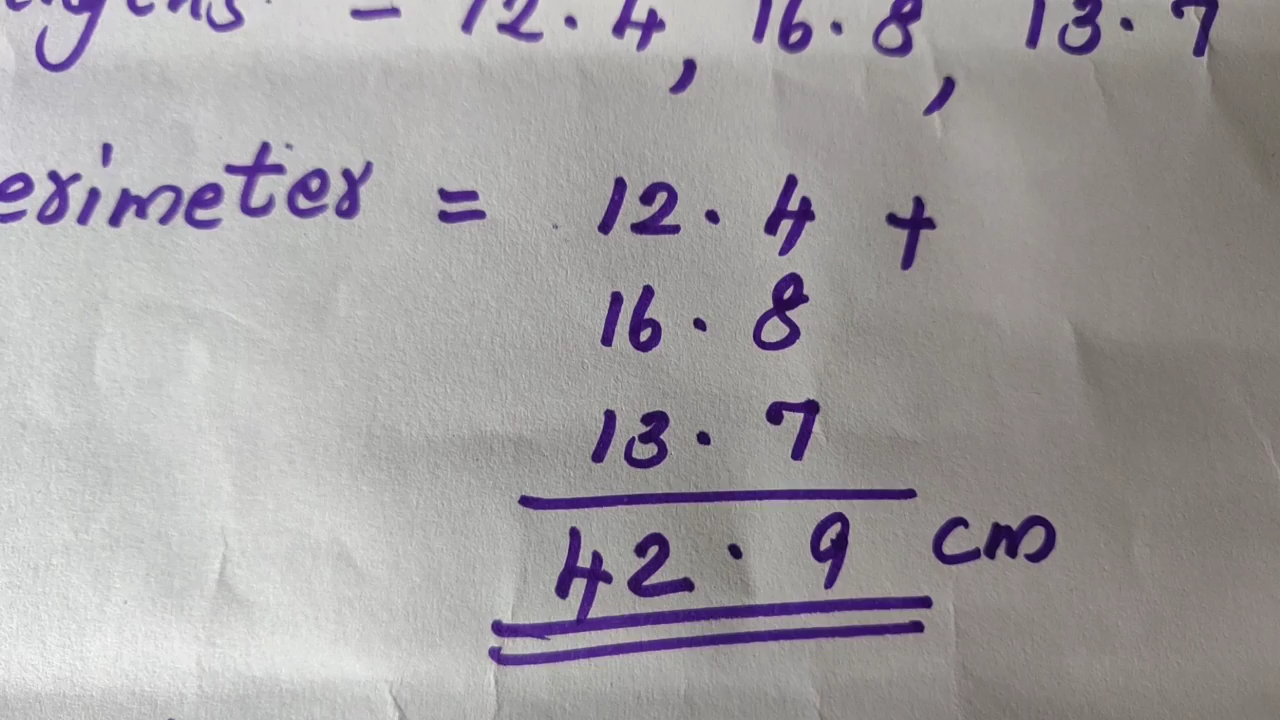 - 12.4, 16.8, 13.7
erimeter = 12.4 +
16.8
13.7
42.9 cm